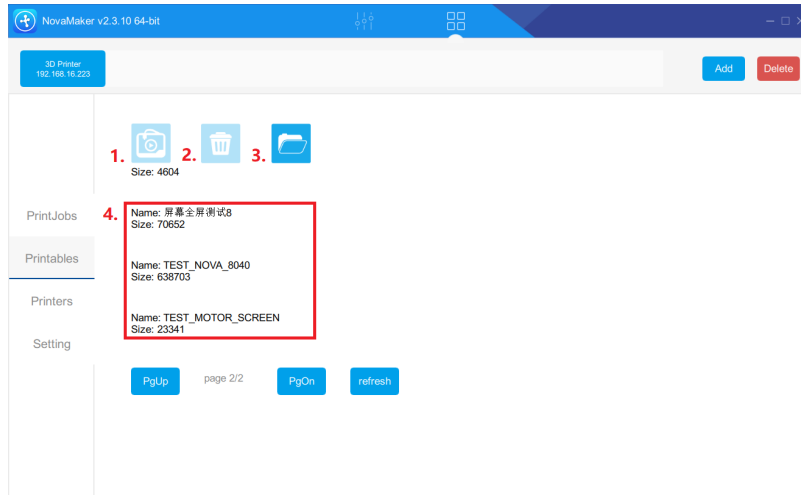 NovaMaker v2.3.10 64-bit
3D Printer
192.168.16.223
Add
Delete
1.
2.
3.
Size: 4604
PrintJobs
4.
Name: 屏幕全屏测试8
Size: 70652
Printables
Name: TEST_NOVA_8040
Size: 638703
Printers
Name: TEST_MOTOR_SCREEN
Size: 23341
Setting
PgUp
page 2/2
PgOn
refresh